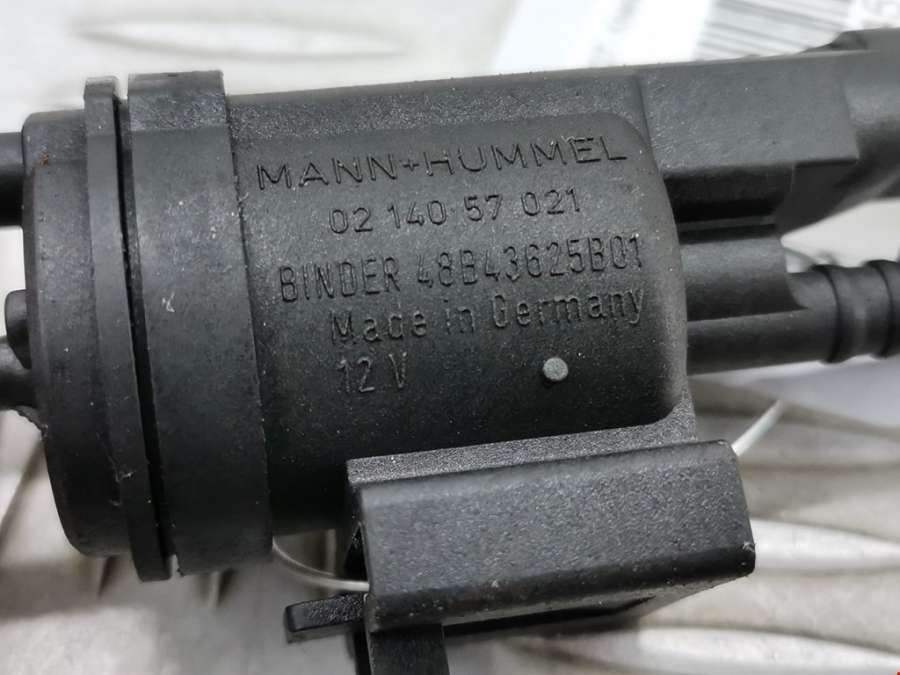 MANN+HUMMEL
02 140 57 021
BINDER 48B43625B01
Made in Germany
12 V